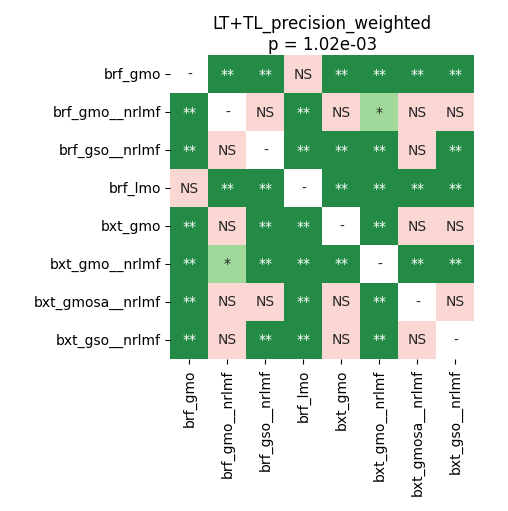 LT+TL_precision_weighted
p = 1.02e-03
brf_gmo - ** ** NS ** ** ** **
brf_gmo__nrlmf ** - NS ** NS * NS NS
brf_gso__nrlmf ** NS - ** ** ** NS **
brf_lmo NS ** ** - ** ** ** **
bxt_gmo ** NS ** ** - ** NS NS
bxt_gmo__nrlmf ** * ** ** ** - ** **
bxt_gmosa__nrlmf ** NS NS ** NS ** - NS
bxt_gso__nrlmf ** NS ** ** NS ** NS -
brf_gmo
brf_gmo__nrlmf
brf_gso__nrlmf
brf_lmo
bxt_gmo
bxt_gmo__nrlmf
bxt_gmosa__nrlmf
bxt_gso__nrlmf